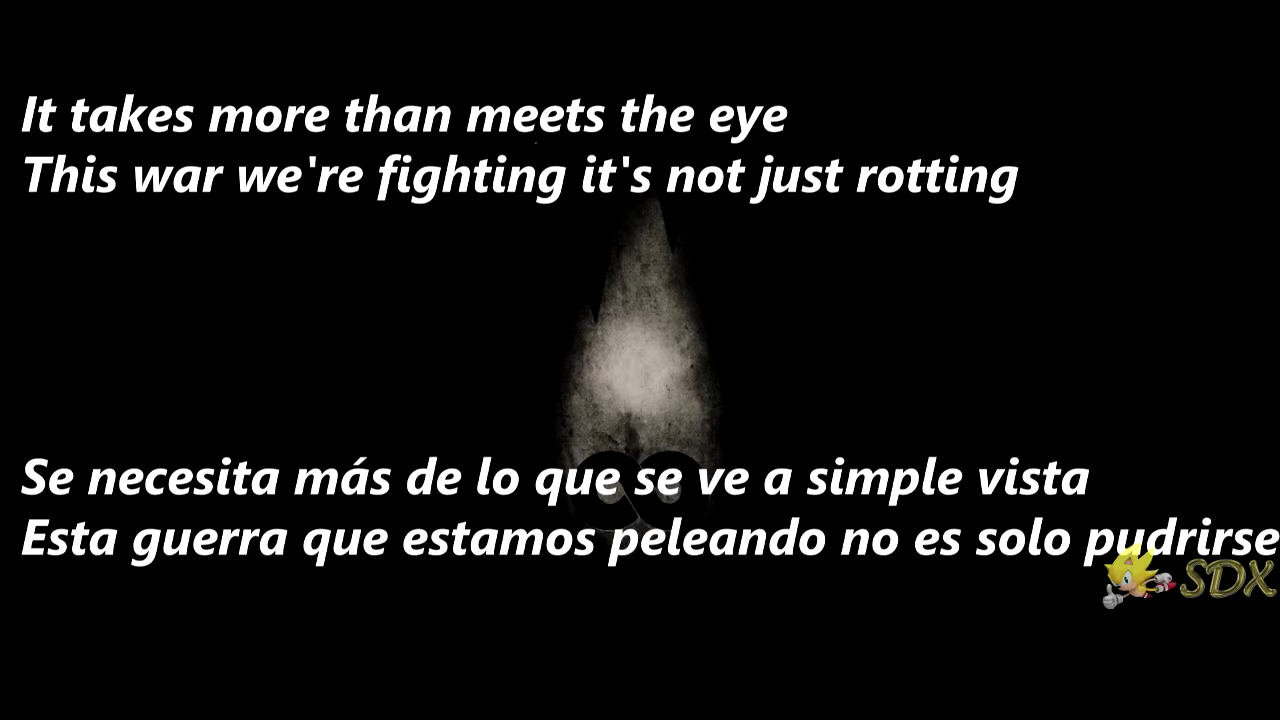 It takes more than meets the eye
This war we're fighting it's not just rotting
Se necesita más de lo que se ve a simple vista
Esta guerra que estamos peleando no es solo pudrirse
SDX